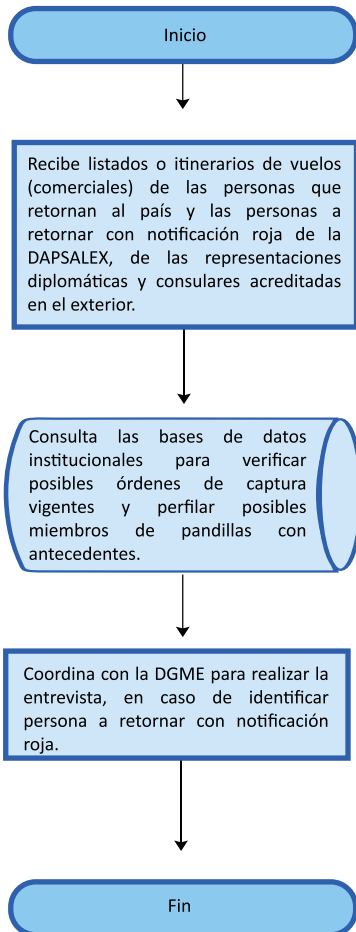 Inicio
Recibe listados o itinerarios de vuelos
(comerciales) de las personas que
retornan al país y las personas a
retornar con notificación roja de la
DAPSALEX, de las representaciones
diplomáticas y consulares acreditadas
en el exterior.
Consulta las bases de datos
institucionales para verificar
posibles órdenes de captura
vigentes y perfilar posibles
miembros de pandillas con
antecedentes.
Coordina con la DGME para realizar la
entrevista, en caso de identificar
persona a retornar con notificación
roja.
Fin